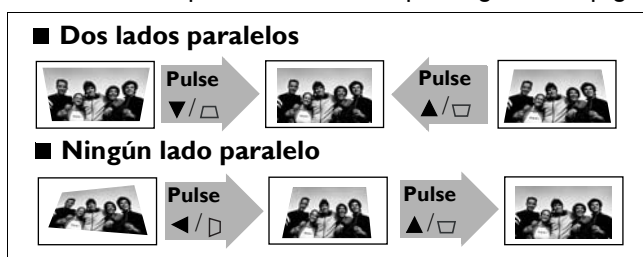 ■ Dos lados paralelos
Pulse Pulse
▼/⏢ ▲/
■ Ningún lado paralelo
Pulse Pulse
◄/ ▲/